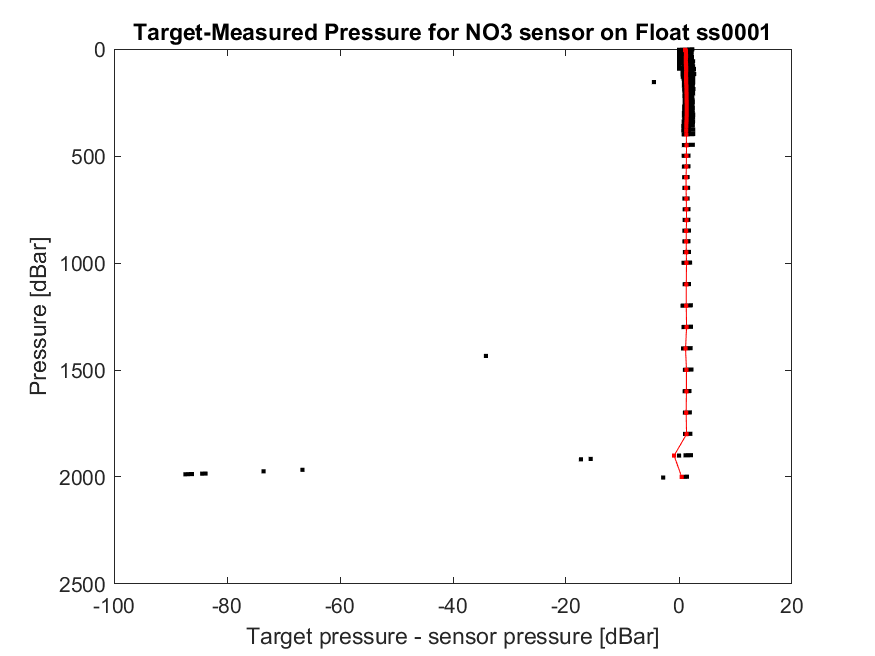 Target-Measured Pressure for NO3 sensor on Float ss0001
0
500
1000
1500
2000
2500
Pressure [dBar]
-100 -80 -60 -40 -20 0 20
Target pressure - sensor pressure [dBar]